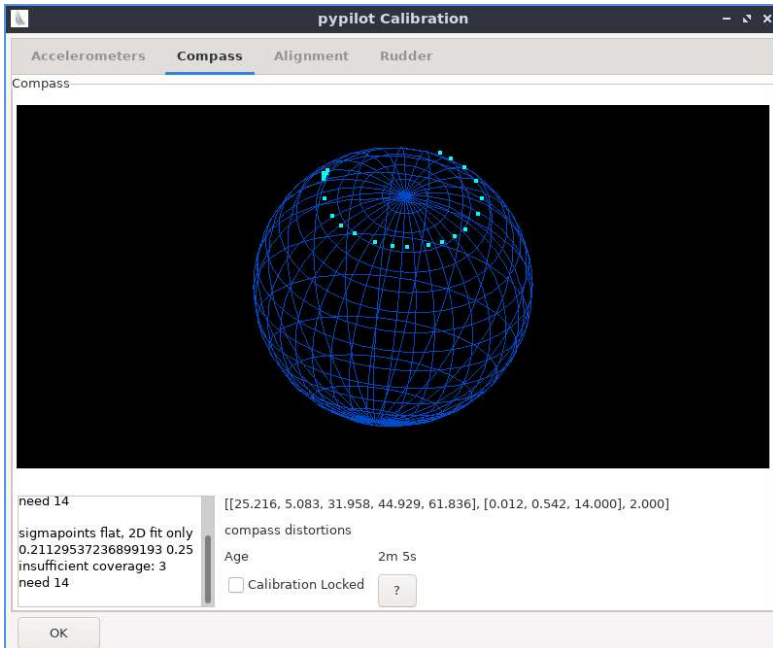 pypilot Calibration
Accelerometers Compass Alignment Rudder
Compass
need 14
sigmapoints flat, 2D fit only
0.21129537236899193 0.25
insufficient coverage: 3
need 14
[[25.216, 5.083, 31.958, 44.929, 61.836], [0.012, 0.542, 14.000], 2.000]
compass distortions
Age 2m 5s
Calibration Locked ?
OK